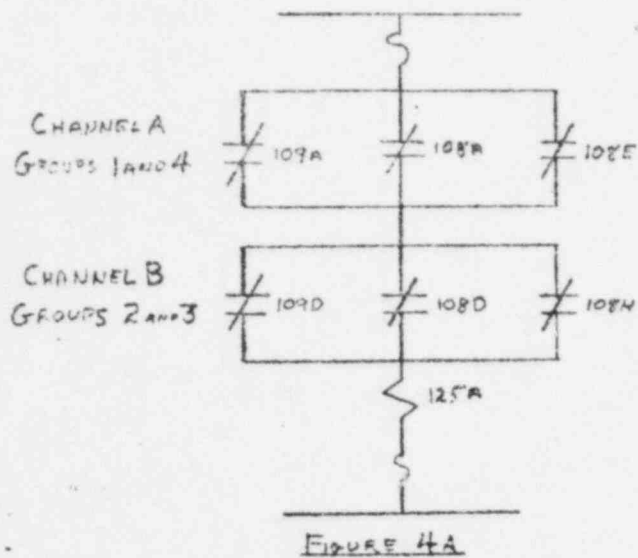 CHANNEL A
GROUPS 1 AND 4
109A
108A
108E
CHANNEL B
GROUPS 2 AND 3
109D
108D
108H
125A
FIGURE 4A